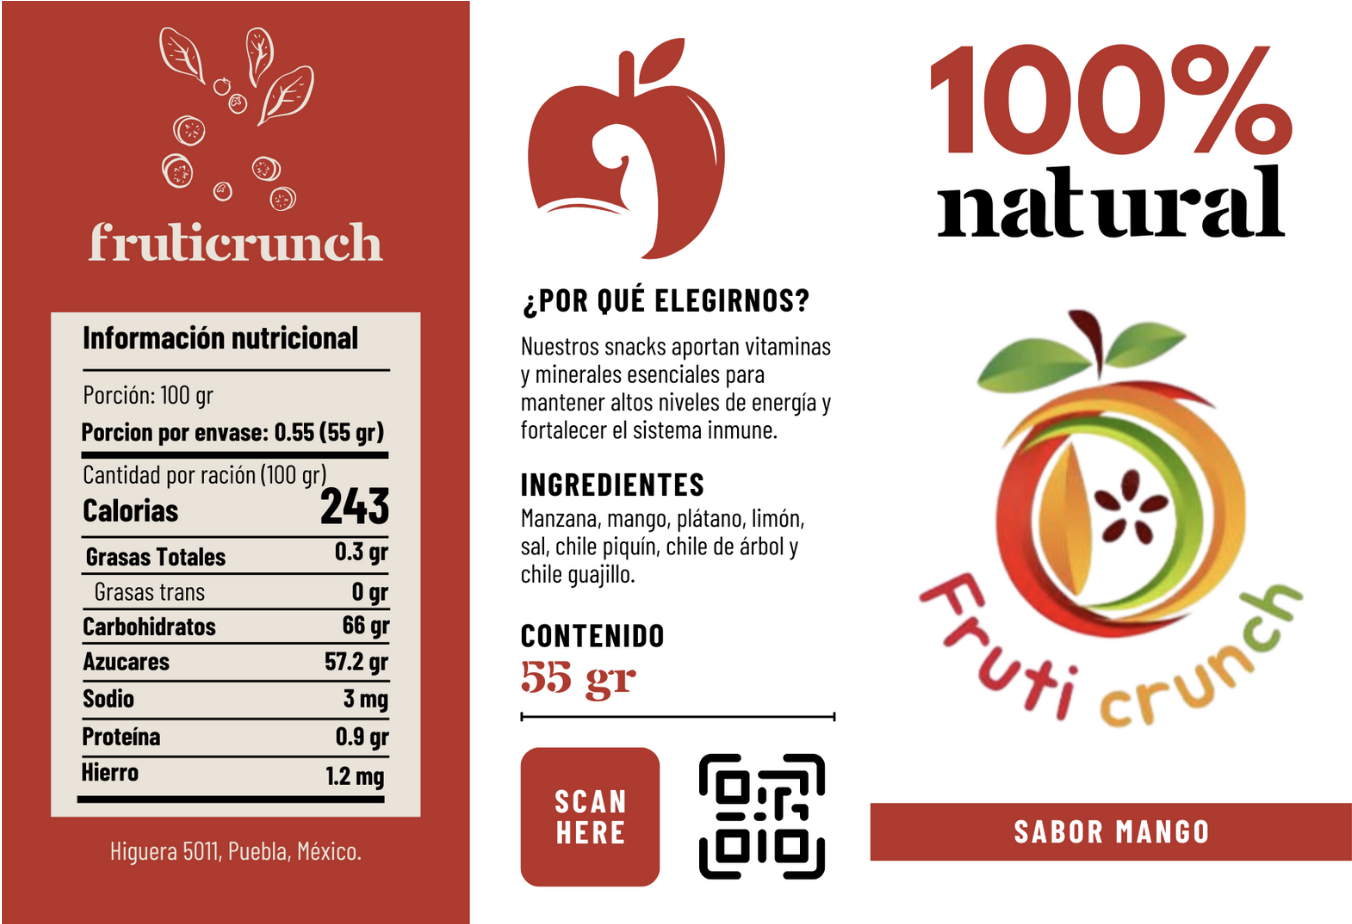 fruticrunch
Información nutricional
Porción: 100 gr
Porcion por envase: 0.55 (55 gr)
Cantidad por ración (100 gr)
Calorias 243
Grasas Totales 0.3 gr
Grasas trans 0 gr
Carbohidratos 66 gr
Azucares 57.2 gr
Sodio 3 mg
Proteína 0.9 gr
Hierro 1.2 mg
Higuera 5011, Puebla, México.
¿POR QUÉ ELEGIRNOS?
Nuestros snacks aportan vitaminas
y minerales esenciales para
mantener altos niveles de energía y
fortalecer el sistema inmune.
INGREDIENTES
Manzana, mango, plátano, limón,
sal, chile piquín, chile de árbol y
chile guajillo.
CONTENIDO
55 gr
SCAN
HERE
100%
natural
Fruti crunch
SABOR MANGO